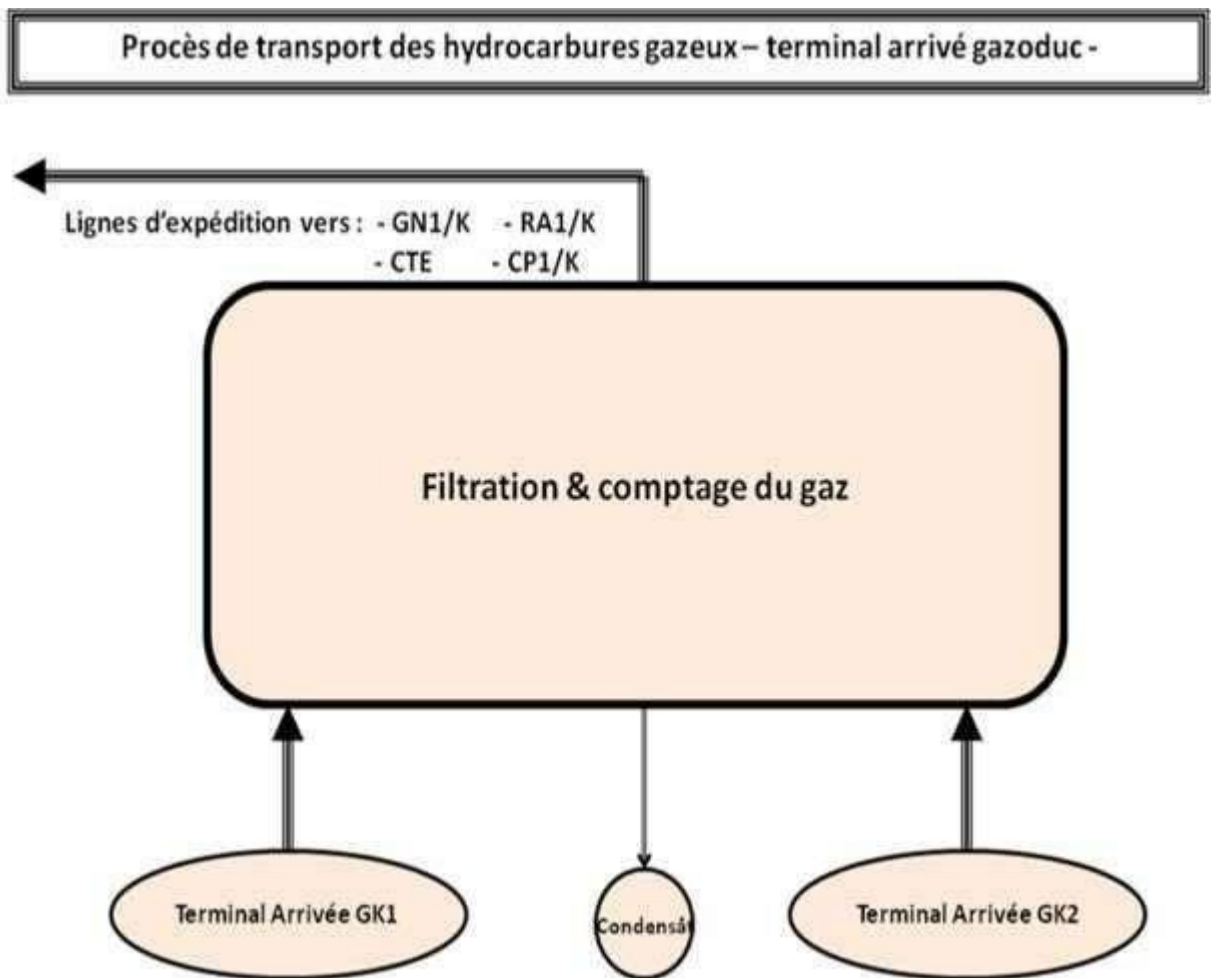 Procès de transport des hydrocarbures gazeux – terminal arrivé gazoduc -
Lignes d'expédition vers : - GN1/K - RA1/K
- CTE - CP1/K
Filtration & comptage du gaz
Terminal Arrivée GK1
Condensât
Terminal Arrivée GK2